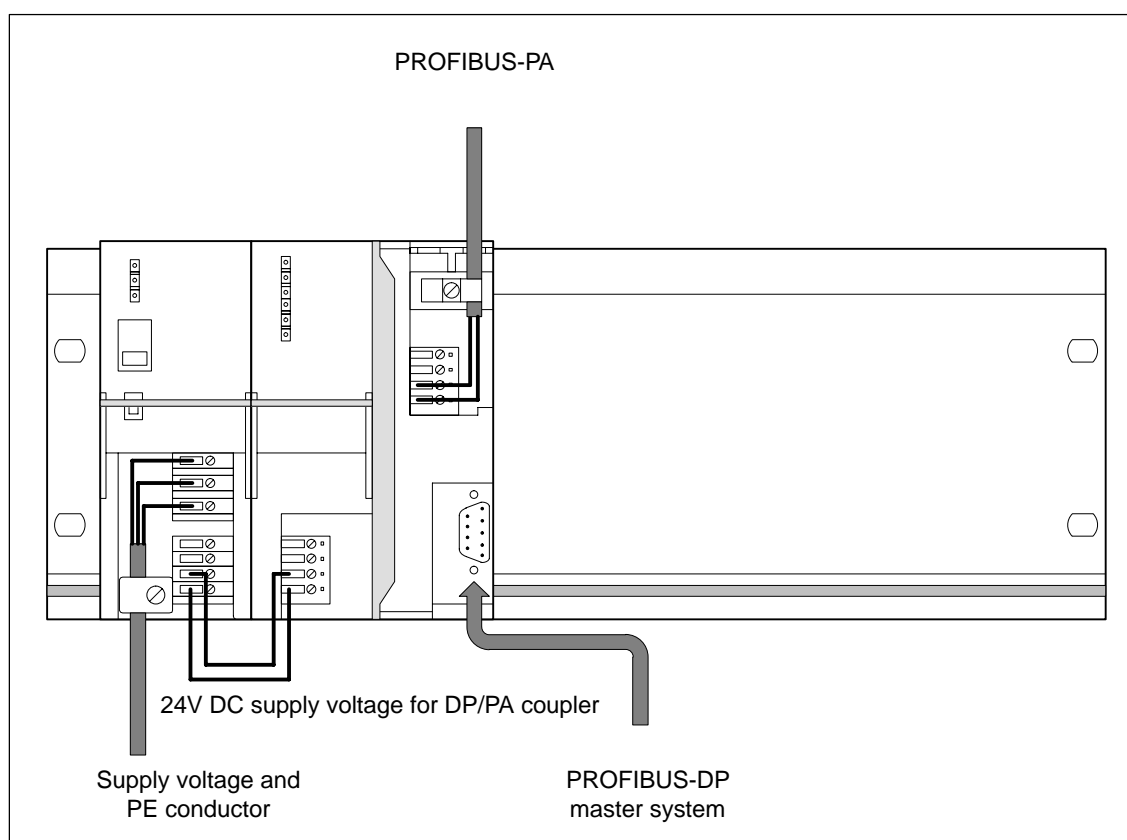 PROFIBUS-PA
24V DC supply voltage for DP/PA coupler
Supply voltage and
PE conductor
PROFIBUS-DP
master system